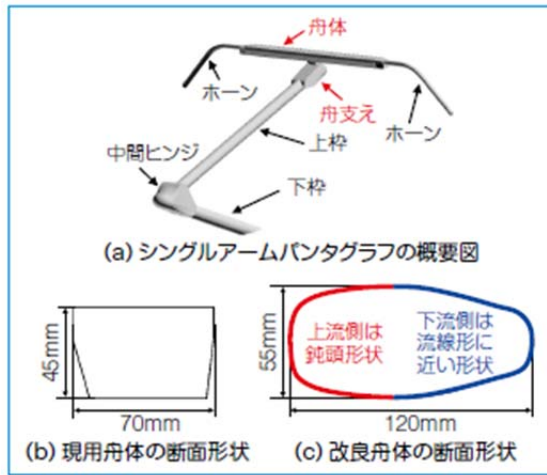 舟体
ホーン
舟支え
ホーン
上枠
中間ヒンジ
下枠
(a) シングルアームパンタグラフの概要図
45mm
70mm
(b) 現用舟体の断面形状
55mm
上流側は
鈍頭形状
下流側は
流線形に
近い形状
120mm
(c) 改良舟体の断面形状